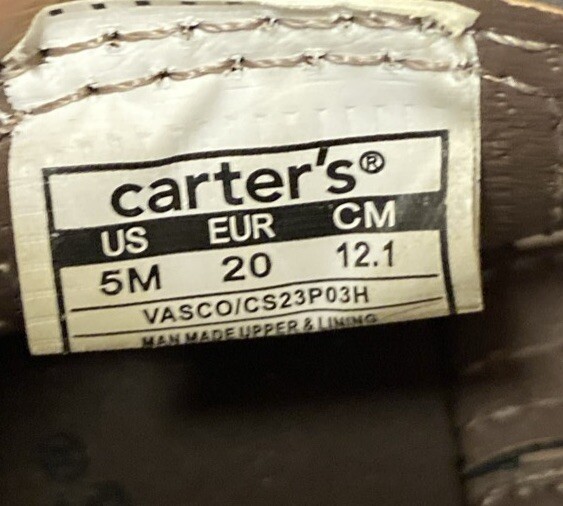 carter's®
US EUR CM
5M 20 12.1
VASCO/CS23P03H
MAN MADE UPPER & LINING